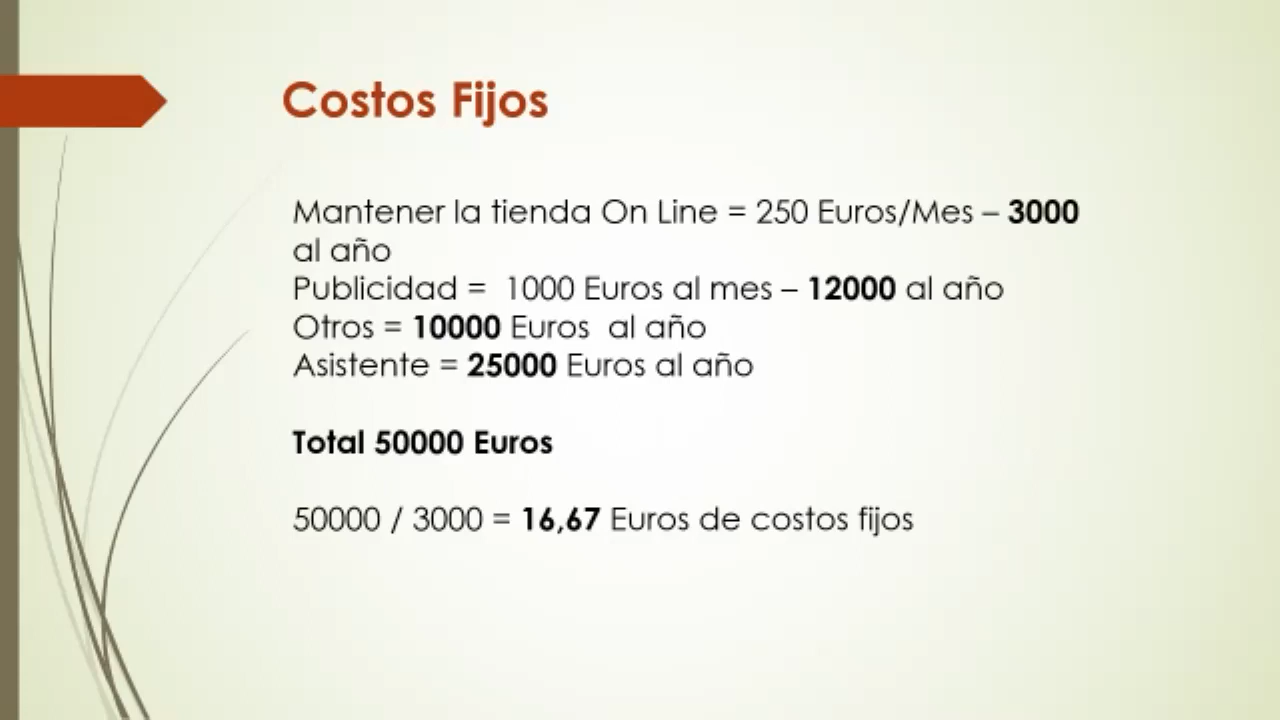 Costos Fijos
Mantener la tienda On Line = 250 Euros/Mes – 3000
al año
Publicidad =  1000 Euros al mes – 12000 al año
Otros = 10000 Euros  al año
Asistente = 25000 Euros al año
Total 50000 Euros
50000 / 3000 = 16,67 Euros de costos fijos